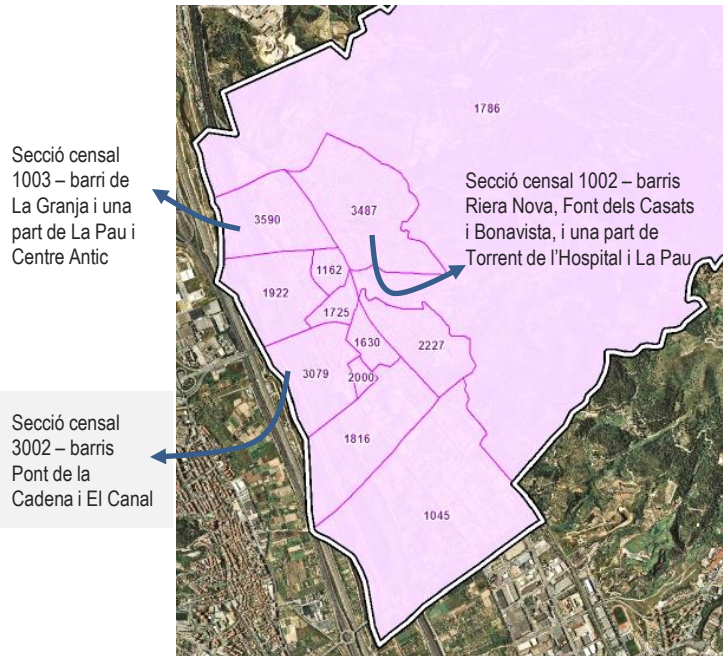 1786
Secció censal
1003 – barri de
La Granja i una
part de La Pau i
Centre Antic
3590
3487
Secció censal 1002 – barris
Riera Nova, Font dels Casats
i Bonavista, i una part de
Torrent de l'Hospital i La Pau
1162
1922
1725
1630
2227
3079
2000
Secció censal
3002 – barris
Pont de la
Cadena i El Canal
1816
1045